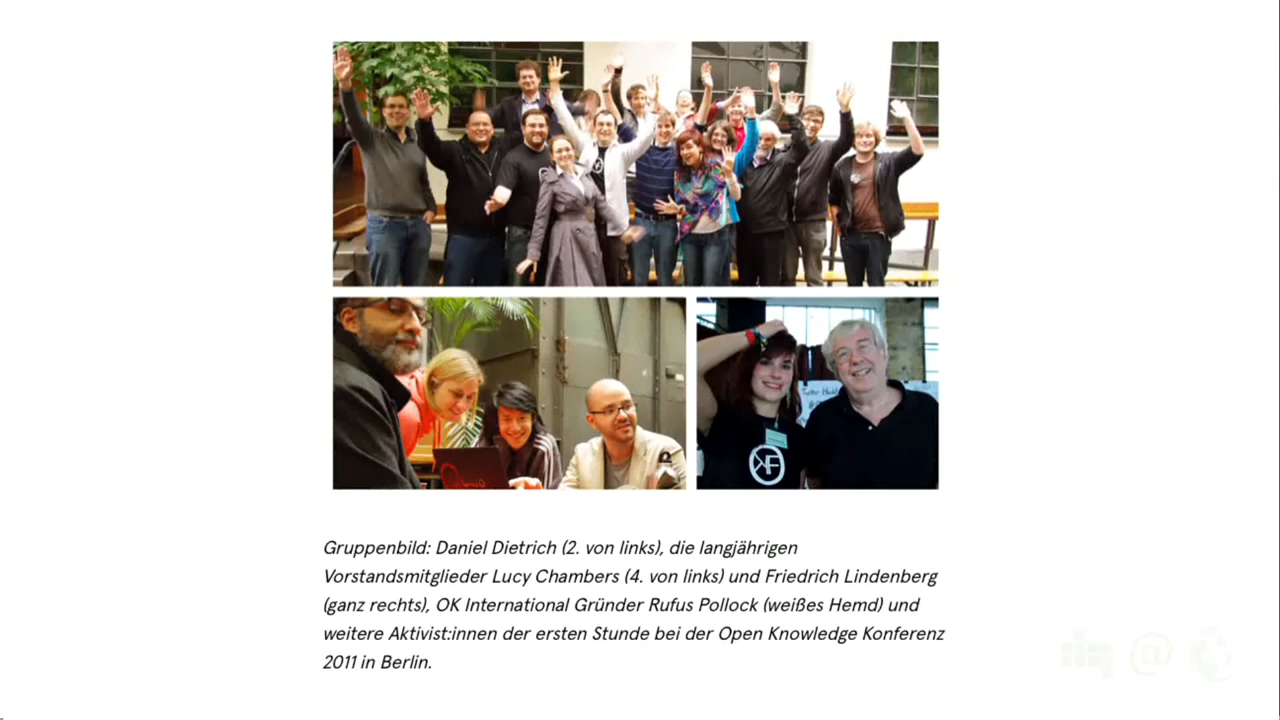 Gruppenbild: Daniel Dietrich (2. von links), die langjährigen
Vorstandsmitglieder Lucy Chambers (4. von links) und Friedrich Lindenberg
(ganz rechts), OK International Gründer Rufus Pollock (weißes Hemd) und
weitere Aktivist:innen der ersten Stunde bei der Open Knowledge Konferenz
2011 in Berlin.